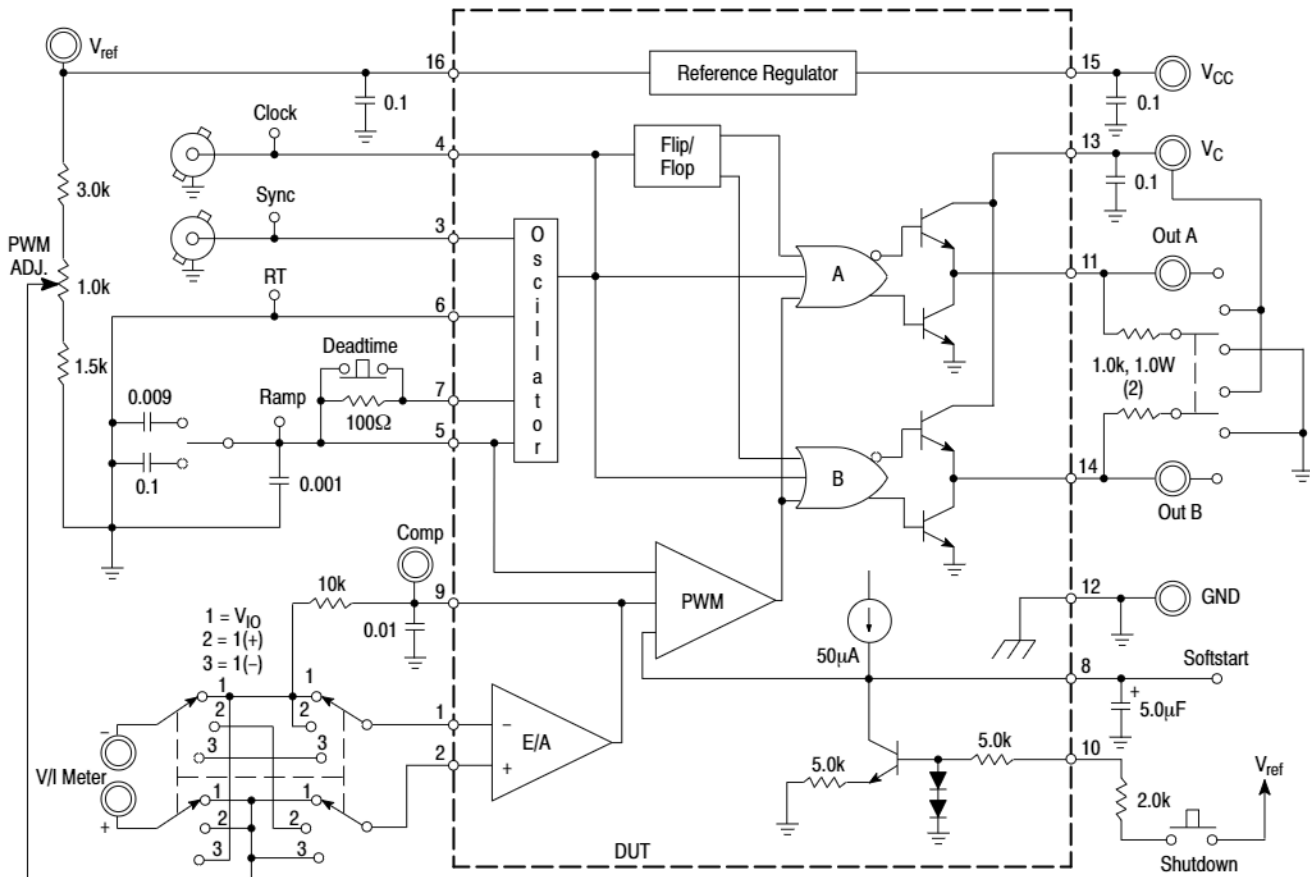 Vref
16
Reference Regulator
15
VCC
0.1
0.1
Clock
4
Flip/
Flop
13
VC
3.0k
0.1
Sync
3
PWM
ADJ.
1.0k
Oscillator
A
11
Out A
RT
6
1.5k
Deadtime
1.0k, 1.0W
(2)
0.009
Ramp
7
100Ω
5
0.1
0.001
B
14
Out B
Comp
10k
9
PWM
12
GND
1 = VIO
2 = 1(+)
3 = 1(–)
0.01
50μA
8
Softstart
+
5.0μF
1
1
2
2
3
3
–
1
–
E/A
2
+
V/I Meter
5.0k
5.0k
10
Vref
2.0k
1
1
+
2
2
3
3
DUT
Shutdown